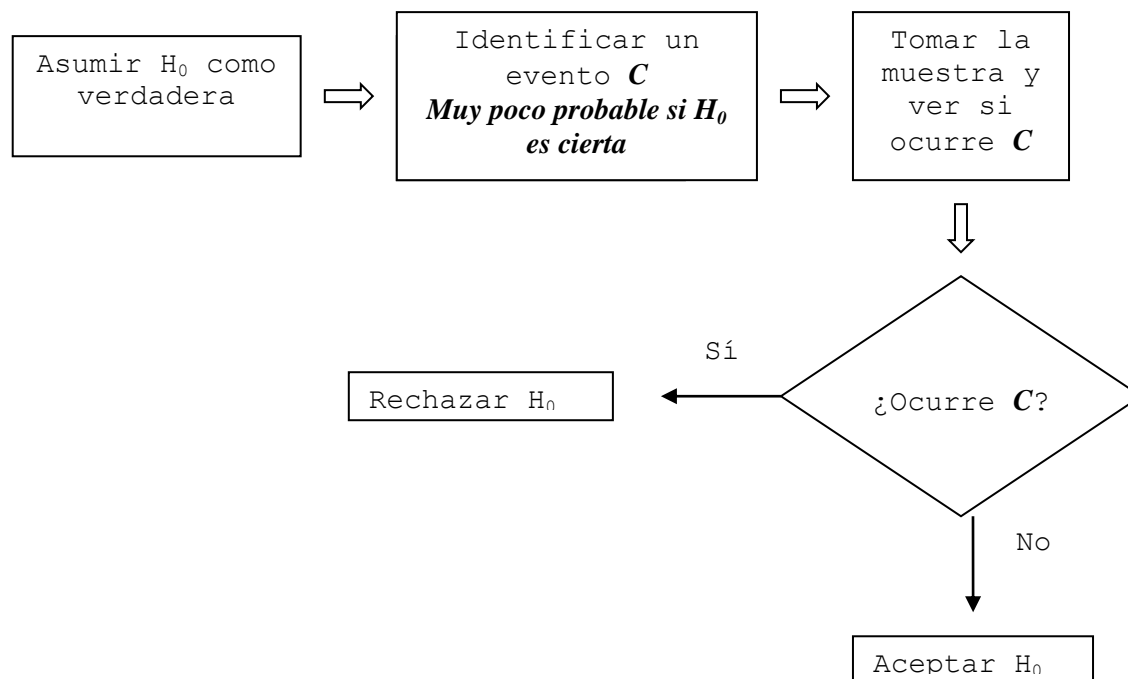 Asumir H₀ como
verdadera
Identificar un
evento C
Muy poco probable si H₀
es cierta
Tomar la
muestra y
ver si
ocurre C
¿Ocurre C?
Sí
Rechazar H₀
No
Aceptar H₀